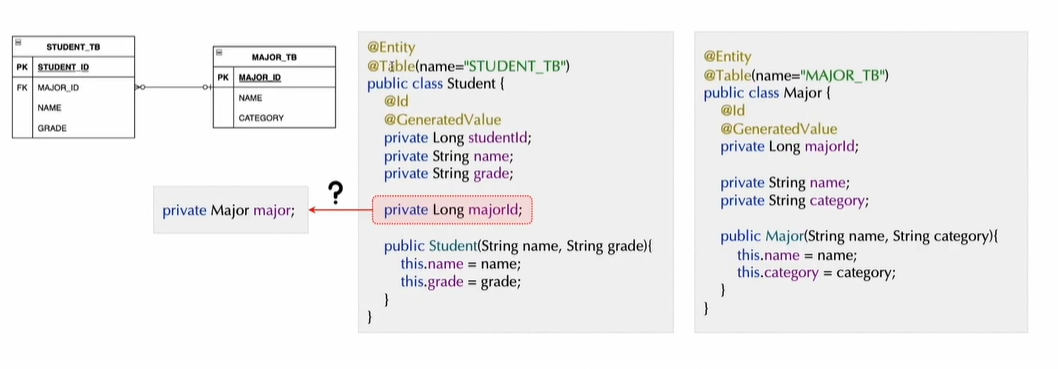 STUDENT_TB
PK STUDENT_ID
FK MAJOR_ID
NAME
GRADE
MAJOR_TB
PK MAJOR_ID
NAME
CATEGORY
private Major major;
?
@Entity
@Table(name="STUDENT_TB")
public class Student {
@Id
@GeneratedValue
private Long studentId;
private String name;
private String grade;
private Long majorId;
public Student(String name, String grade){
this.name = name;
this.grade = grade;
}
}
@Entity
@Table(name="MAJOR_TB")
public class Major {
@Id
@GeneratedValue
private Long majorId;
private String name;
private String category;
public Major(String name, String category){
this.name = name;
this.category = category;
}
}